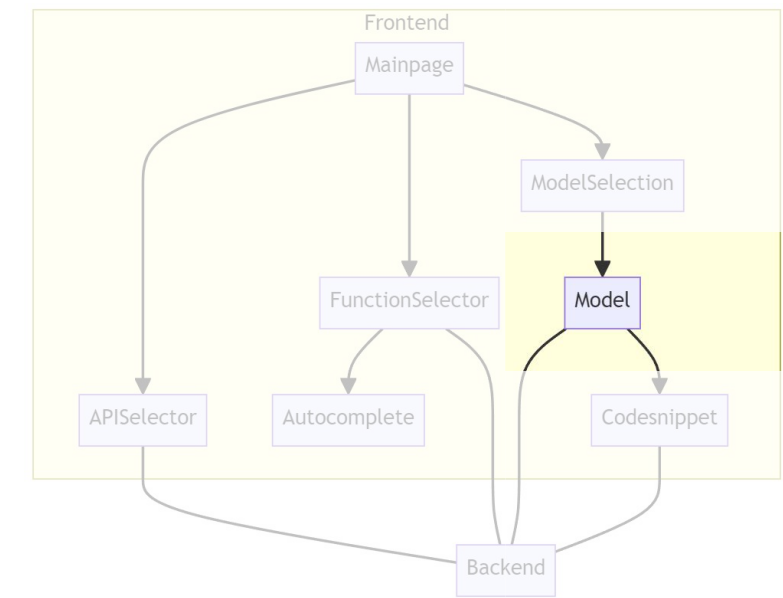 Frontend
Mainpage
ModelSelection
FunctionSelector
Model
APISelector
Autocomplete
Codesnippet
Backend